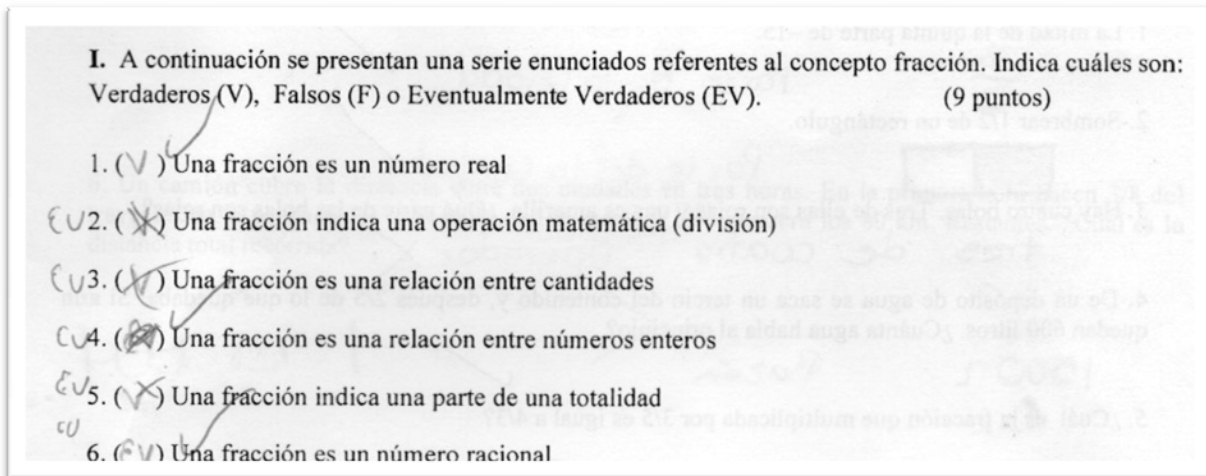 I. A continuación se presentan una serie enunciados referentes al concepto fracción. Indica cuáles son:
Verdaderos (V), Falsos (F) o Eventualmente Verdaderos (EV). (9 puntos)
1. (V) Una fracción es un número real
EV 2. ( ) Una fracción indica una operación matemática (división)
EV 3. (V) Una fracción es una relación entre cantidades
EV 4. ( ) Una fracción es una relación entre números enteros
EV 5. (V) Una fracción indica una parte de una totalidad
EV
6. (EV) Una fracción es un número racional